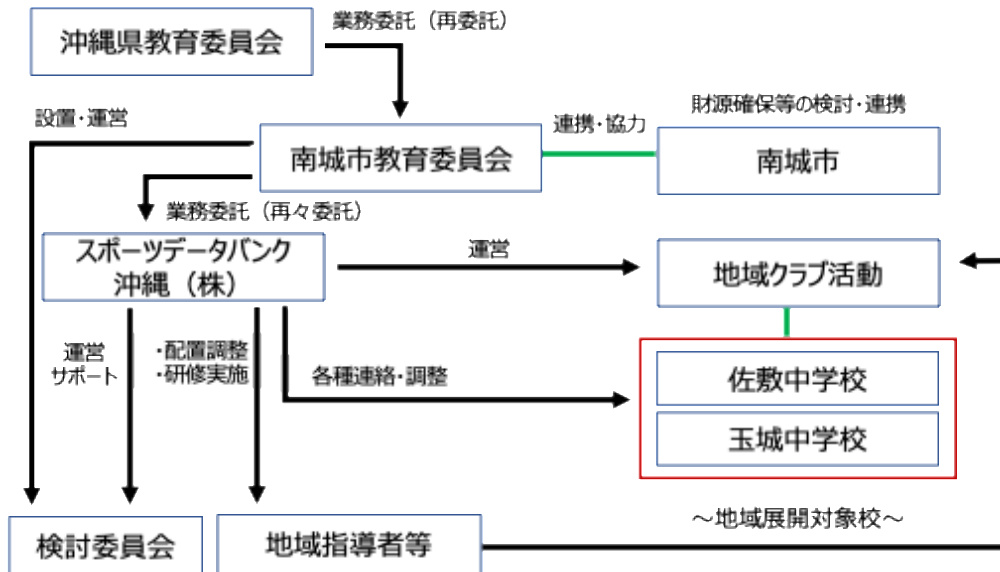 業務委託（再委託）
沖縄県教育委員会
財源確保等の検討・連携
設置・運営
連携・協力
南城市教育委員会
南城市
業務委託（再々委託）
スポーツデータバンク
沖縄（株）
運営
地域クラブ活動
運営
サポート
・配置調整
・研修実施
各種連絡・調整
佐敷中学校
玉城中学校
～地域展開対象校～
検討委員会
地域指導者等